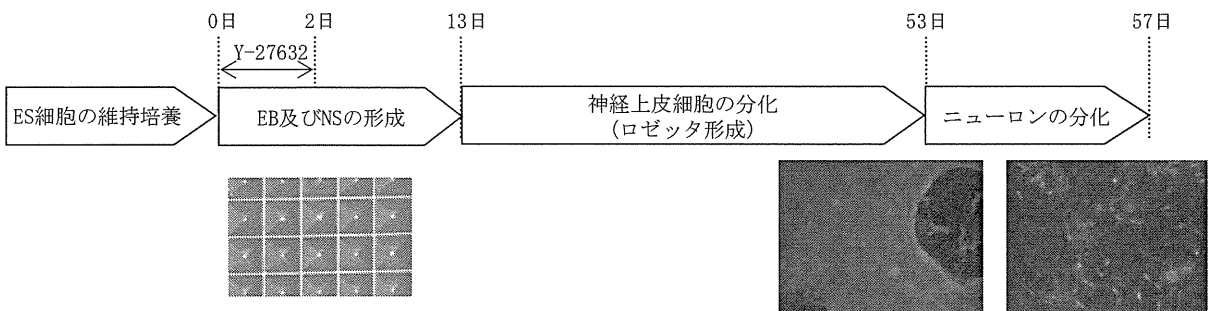 0日 2日 13日 53日 57日
Y-27632
ES細胞の維持培養
EB及びNSの形成
神経上皮細胞の分化
(ロゼッタ形成)
ニューロンの分化